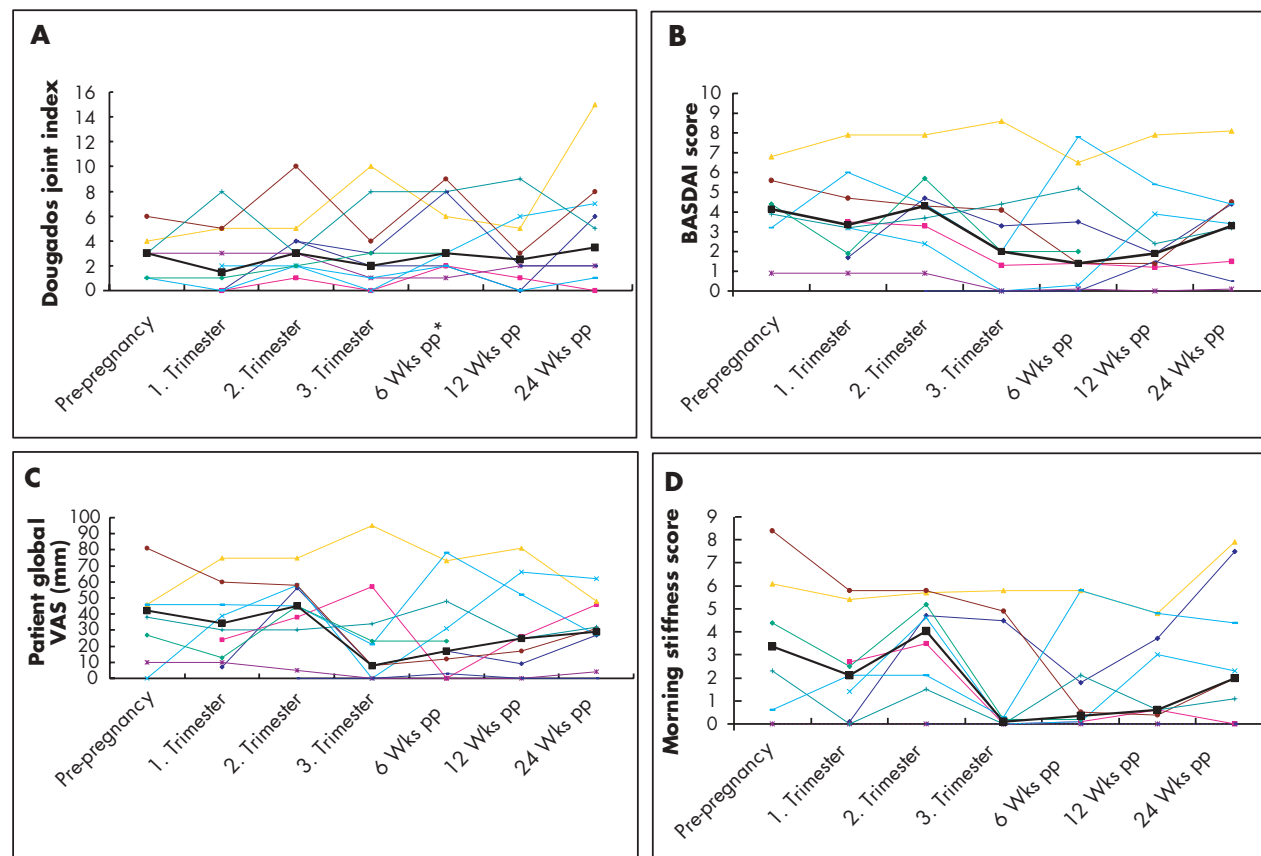 A
Dougados joint index
16
14
12
10
8
6
4
2
0
Pre-pregnancy
1. Trimester
2. Trimester
3. Trimester
6 Wks pp*
12 Wks pp
24 Wks pp
B
BASDAI score
10
9
8
7
6
5
4
3
2
1
0
Pre-pregnancy
1. Trimester
2. Trimester
3. Trimester
6 Wks pp
12 Wks pp
24 Wks pp
C
Patient global
VAS (mm)
100
90
80
70
60
50
40
30
20
10
0
Pre-pregnancy
1. Trimester
2. Trimester
3. Trimester
6 Wks pp
12 Wks pp
24 Wks pp
D
Morning stiffness score
9
8
7
6
5
4
3
2
1
0
Pre-pregnancy
1. Trimester
2. Trimester
3. Trimester
6 Wks pp
12 Wks pp
24 Wks pp